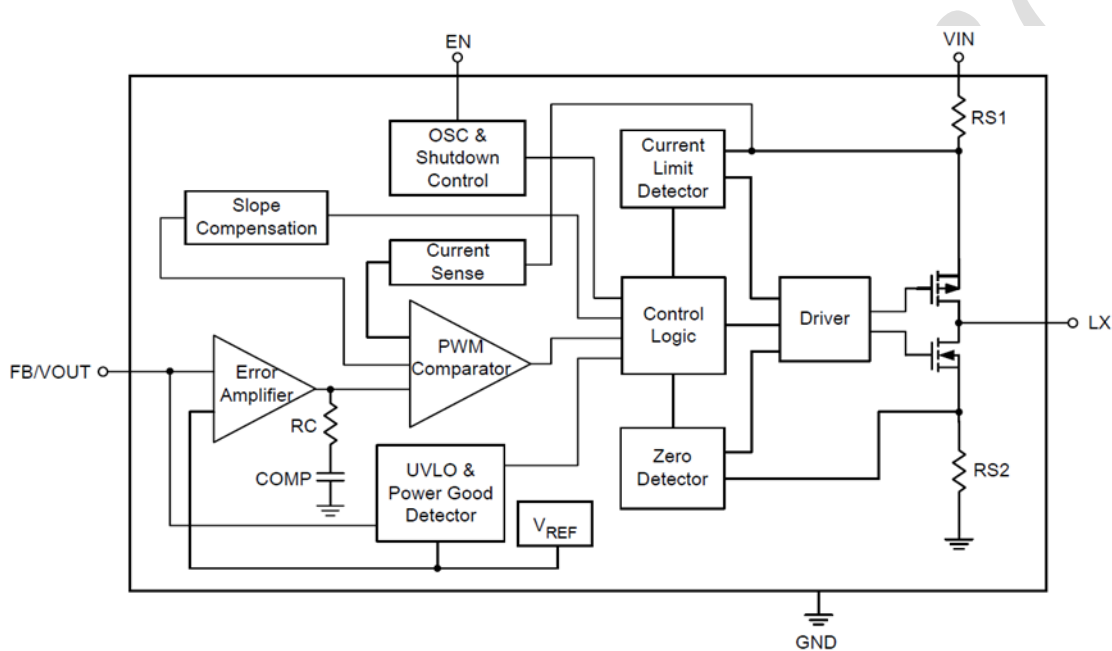 EN
VIN
RS1
OSC &
Shutdown
Control
Current
Limit
Detector
Slope
Compensation
Current
Sense
Control
Logic
Driver
LX
PWM
Comparator
FB/VOUT
Error
Amplifier
RC
COMP
UVLO &
Power Good
Detector
VREF
Zero
Detector
RS2
GND